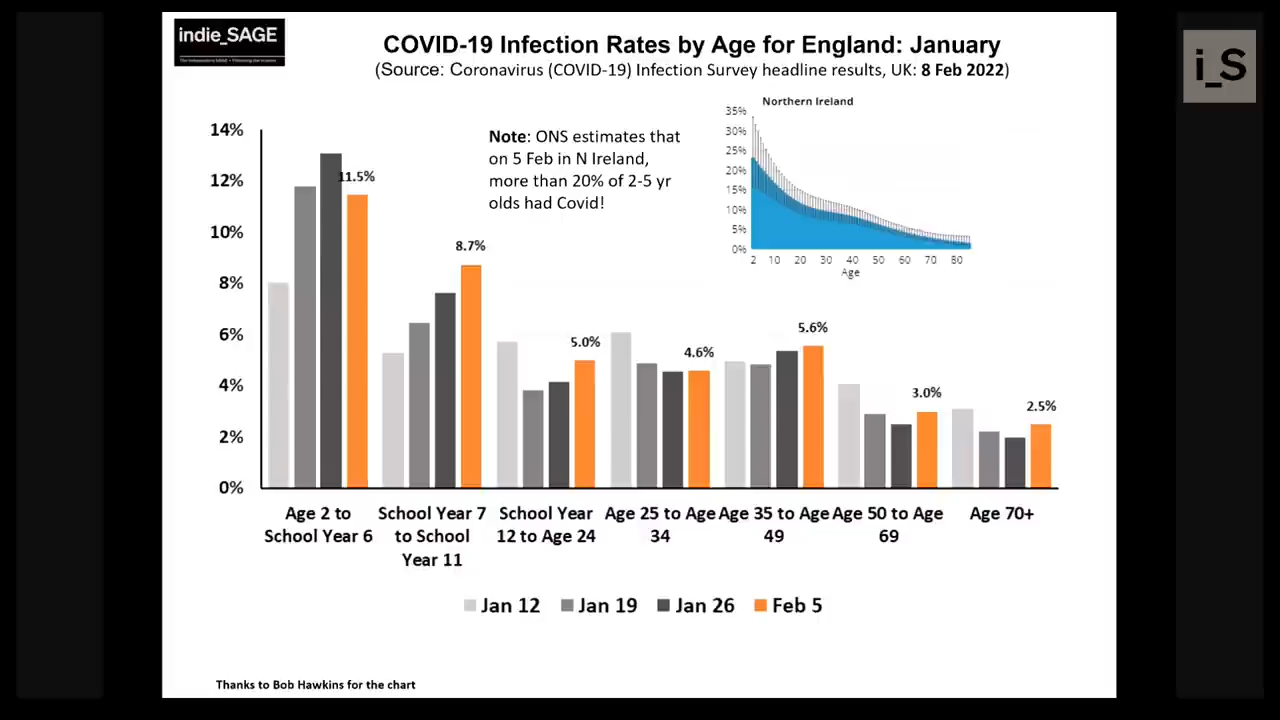 indie_SAGE
COVID-19 Infection Rates by Age for England: January
(Source: Coronavirus (COVID-19) Infection Survey headline results, UK: 8 Feb 2022)
i_S
Note: ONS estimates that
on 5 Feb in N Ireland,
more than 20% of 2-5 yr
olds had Covid!
Northern Ireland
35%
30%
25%
20%
15%
10%
5%
0%
2 10 20 30 40 50 60 70 80
Age
14%
12%
10%
8%
6%
4%
2%
0%
11.5%
8.7%
5.0%
4.6%
5.6%
3.0%
2.5%
Age 2 to
School Year 6
School Year 7
to School
Year 11
School Year
12 to Age 24
Age 25 to Age
34
Age 35 to Age
49
Age 50 to Age
69
Age 70+
Jan 12 Jan 19 Jan 26 Feb 5
Thanks to Bob Hawkins for the chart